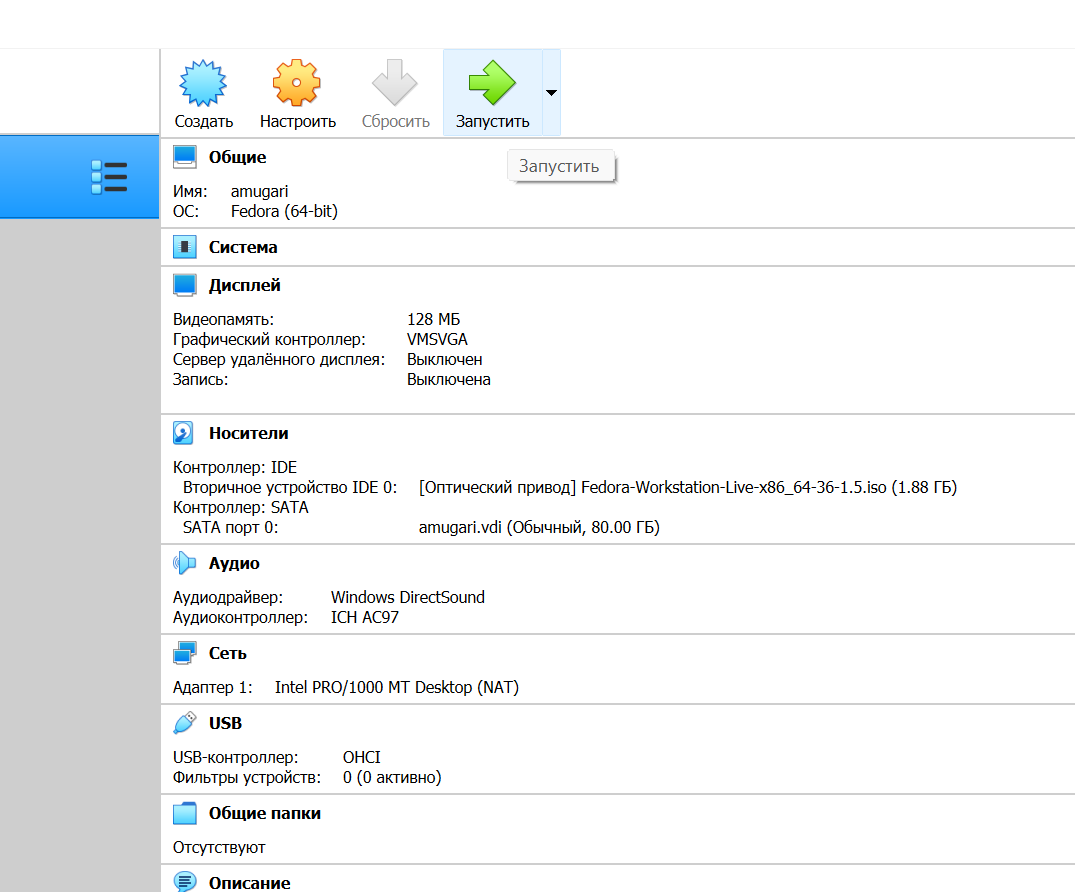 Создать Настроить Сбросить Запустить
Запустить
Общие
Имя: amugari
ОС: Fedora (64-bit)
Система
Дисплей
Видеопамять: 128 МБ
Графический контроллер: VMSVGA
Сервер удалённого дисплея: Выключен
Запись: Выключена
Носители
Контроллер: IDE
Вторичное устройство IDE 0: [Оптический привод] Fedora-Workstation-Live-x86_64-36-1.5.iso (1.88 ГБ)
Контроллер: SATA
SATA порт 0: amugari.vdi (Обычный, 80.00 ГБ)
Аудио
Аудиодрайвер: Windows DirectSound
Аудиоконтроллер: ICH AC97
Сеть
Адаптер 1: Intel PRO/1000 MT Desktop (NAT)
USB
USB-контроллер: OHCI
Фильтры устройств: 0 (0 активно)
Общие папки
Отсутствуют
Описание